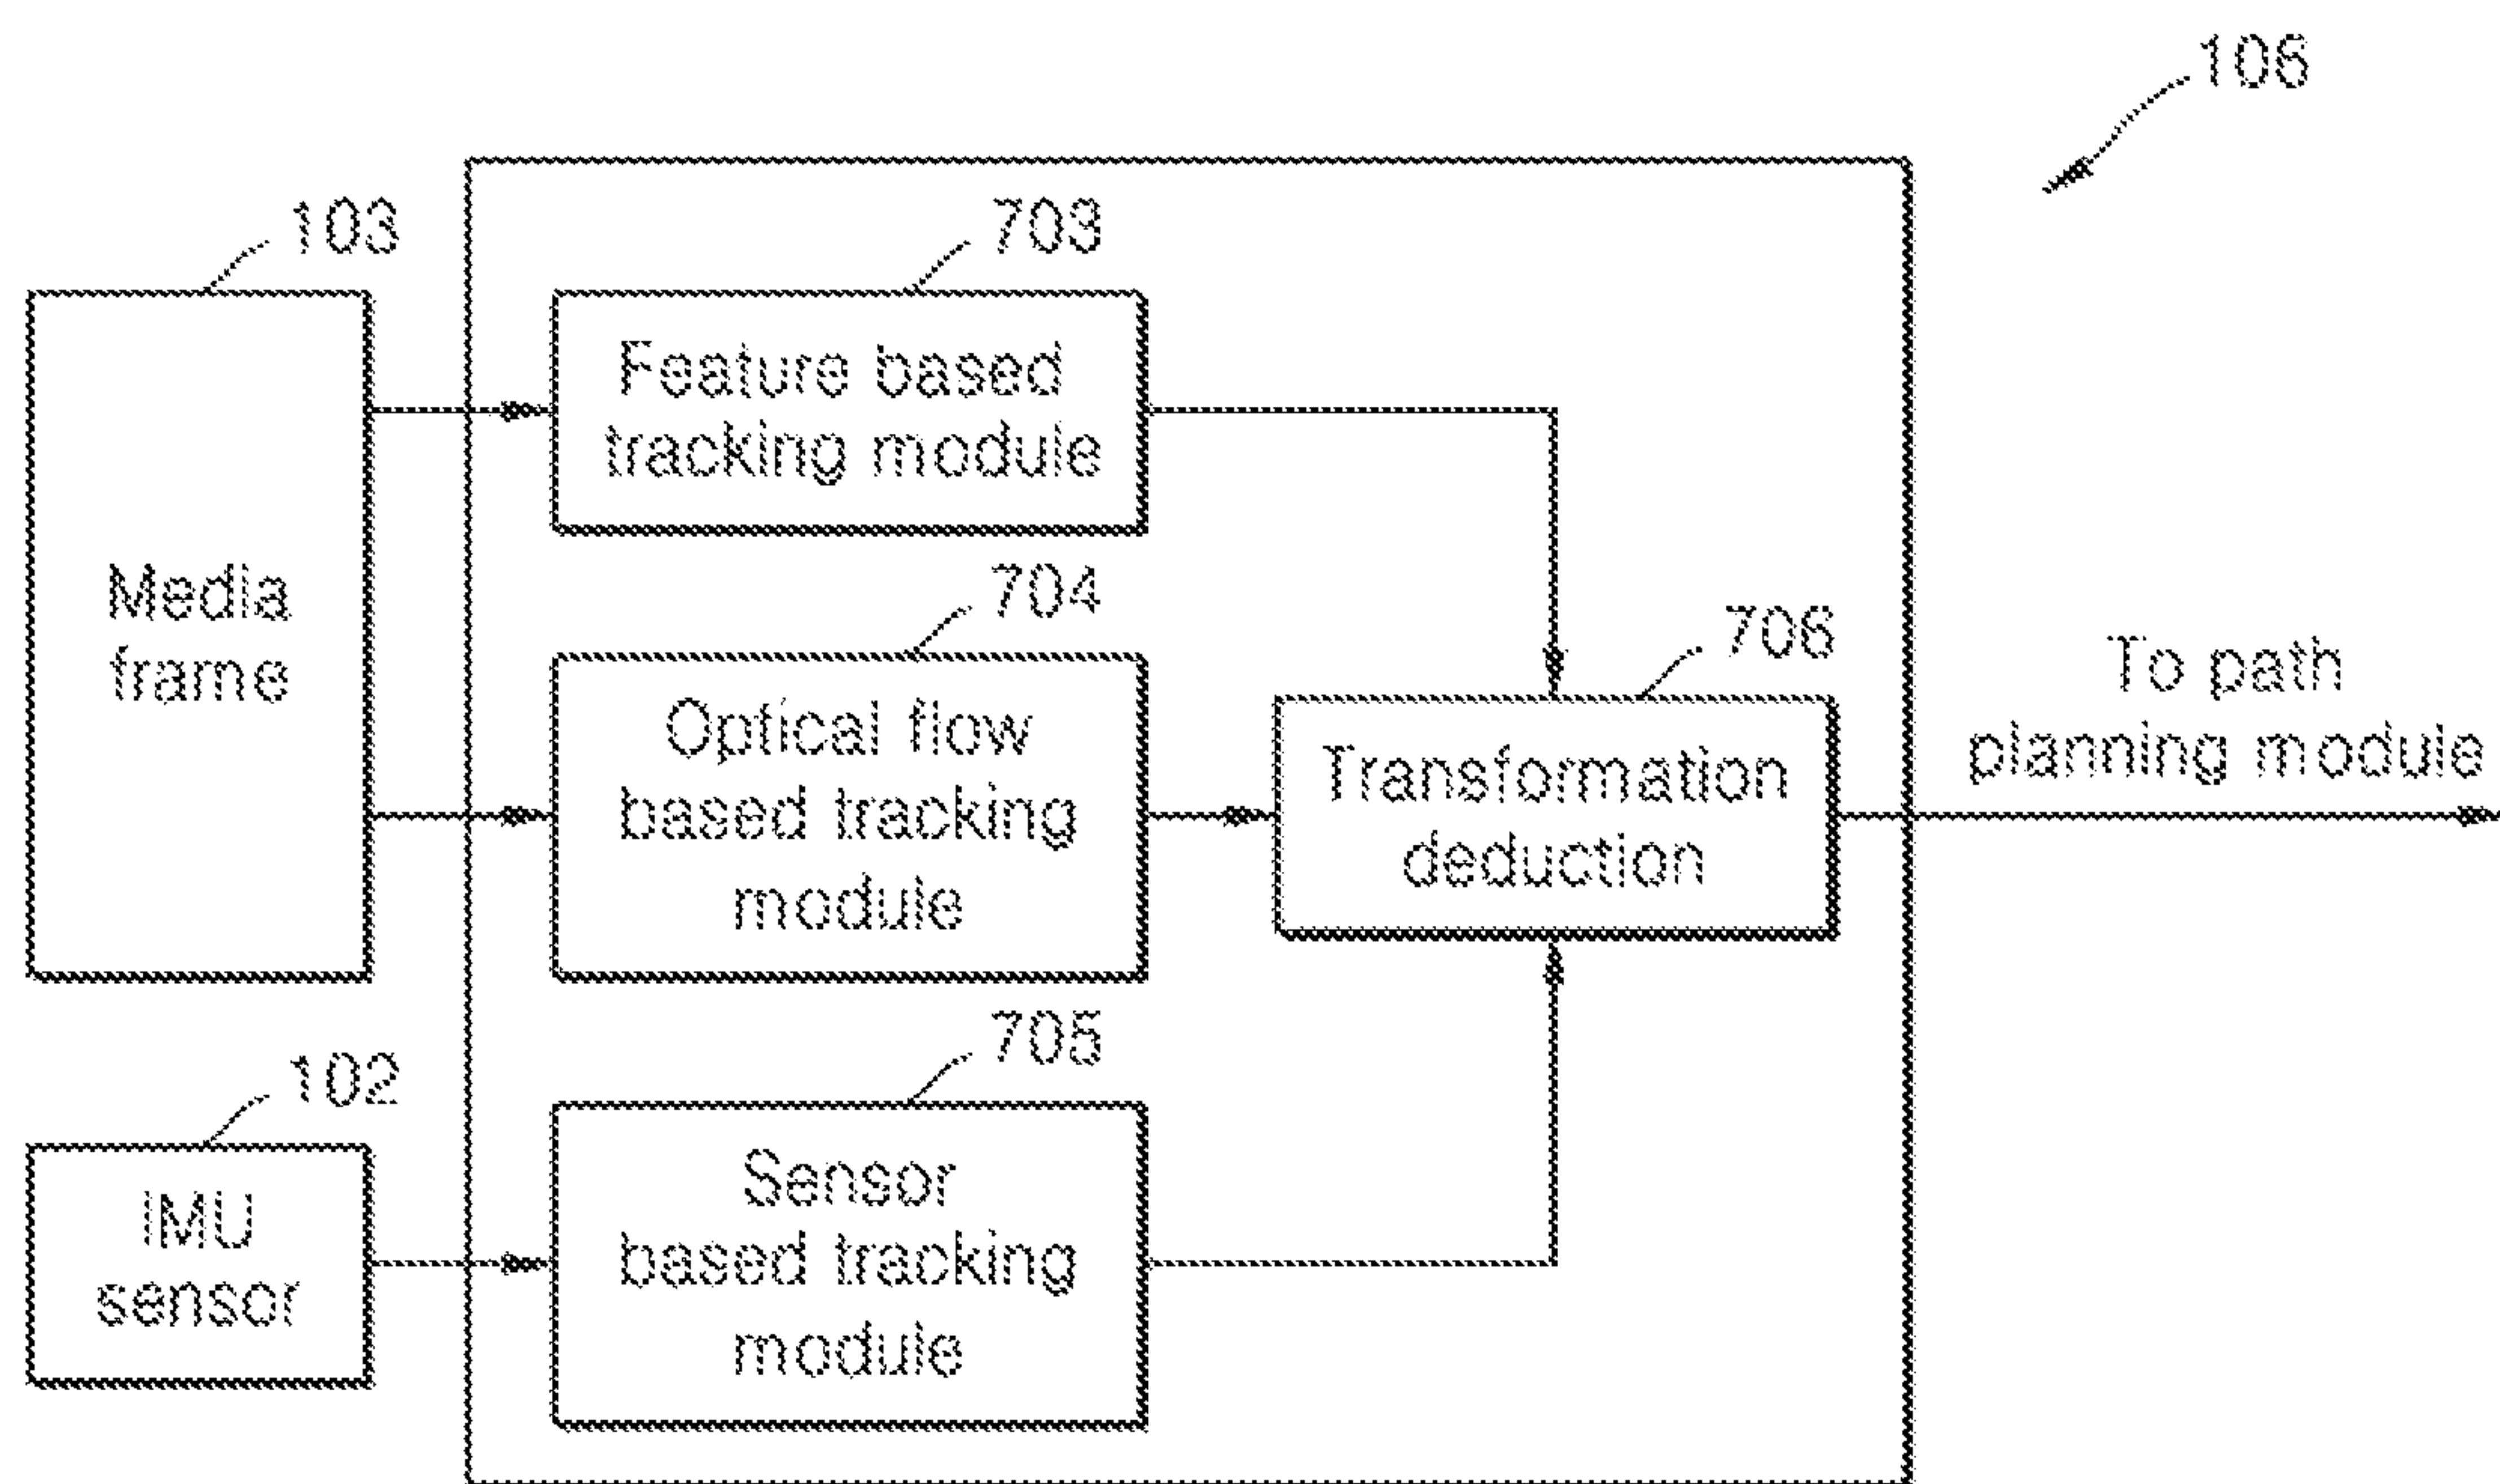 106
103
703
Feature based
tracking module
Media
frame
704
Optical flow
based tracking
module
706
Transformation
deduction
To path
planning module
705
102
IMU
sensor
Sensor
based tracking
module